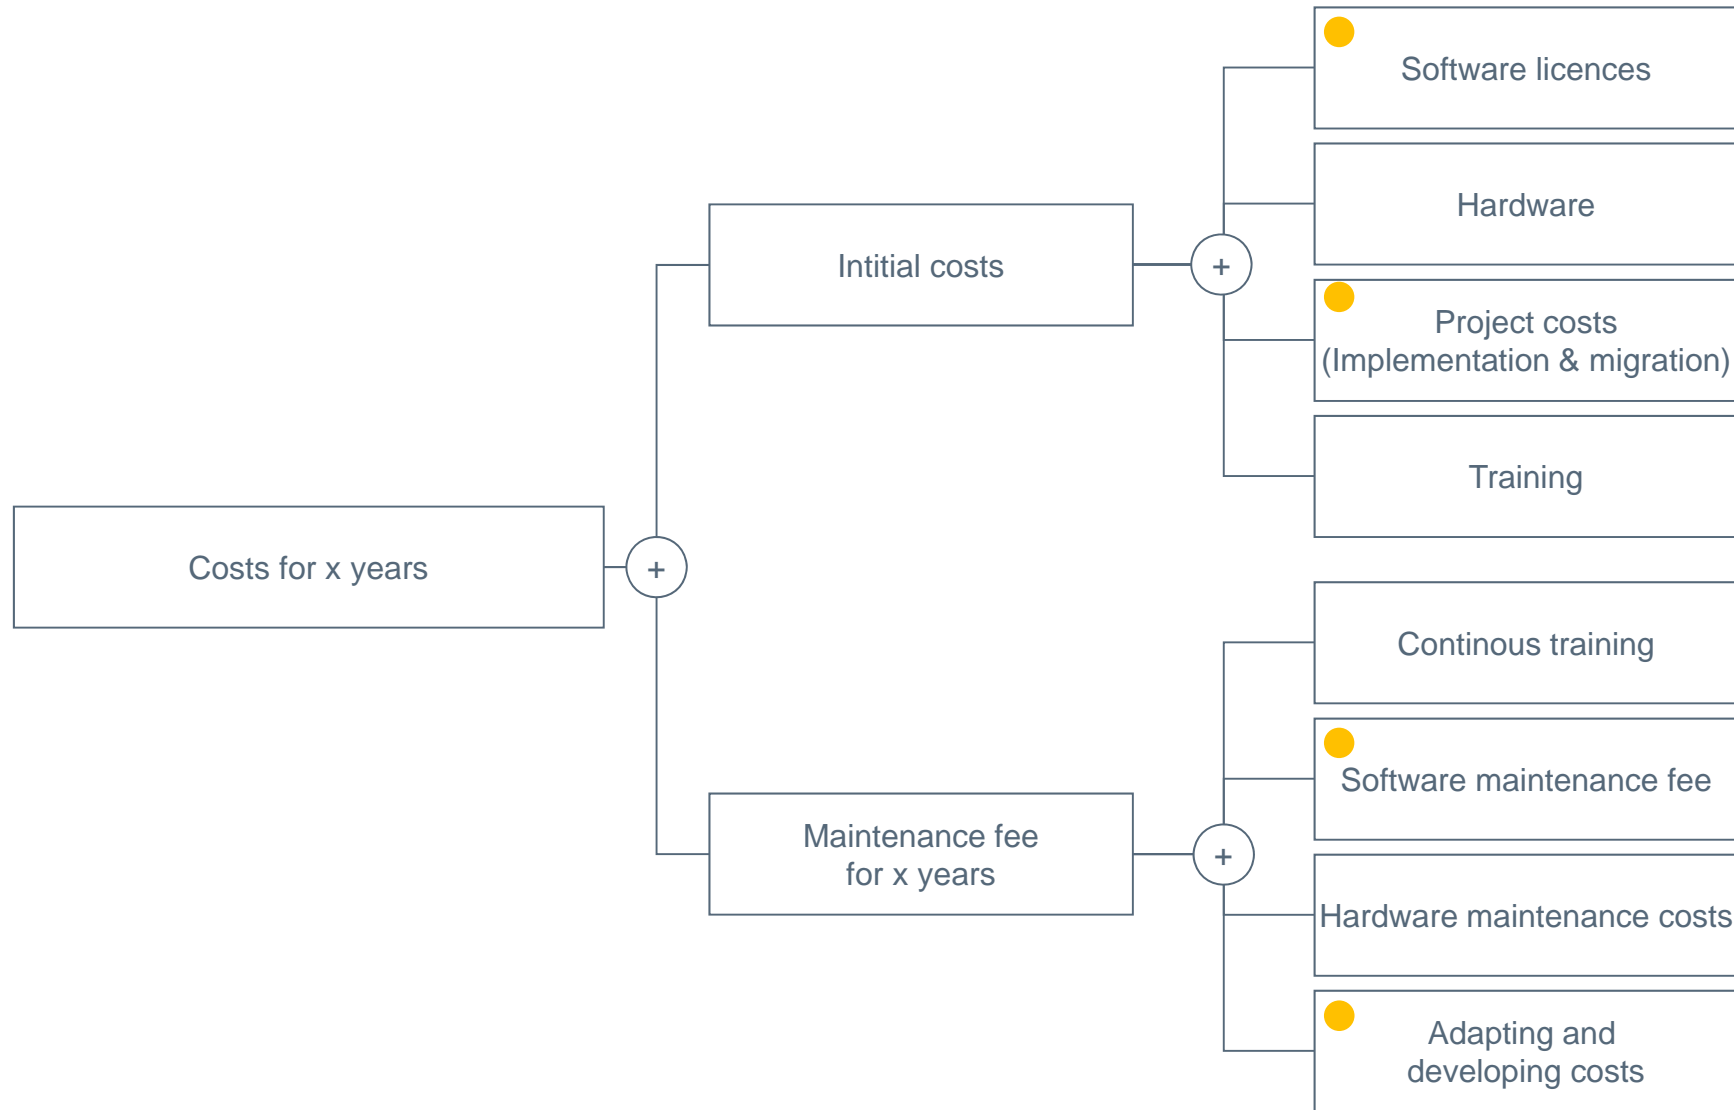 Software licences
Hardware
Intitial costs
+
Project costs
(Implementation & migration)
Training
Costs for x years
+
Continous training
Software maintenance fee
Maintenance fee
for x years
+
Hardware maintenance costs
Adapting and
developing costs